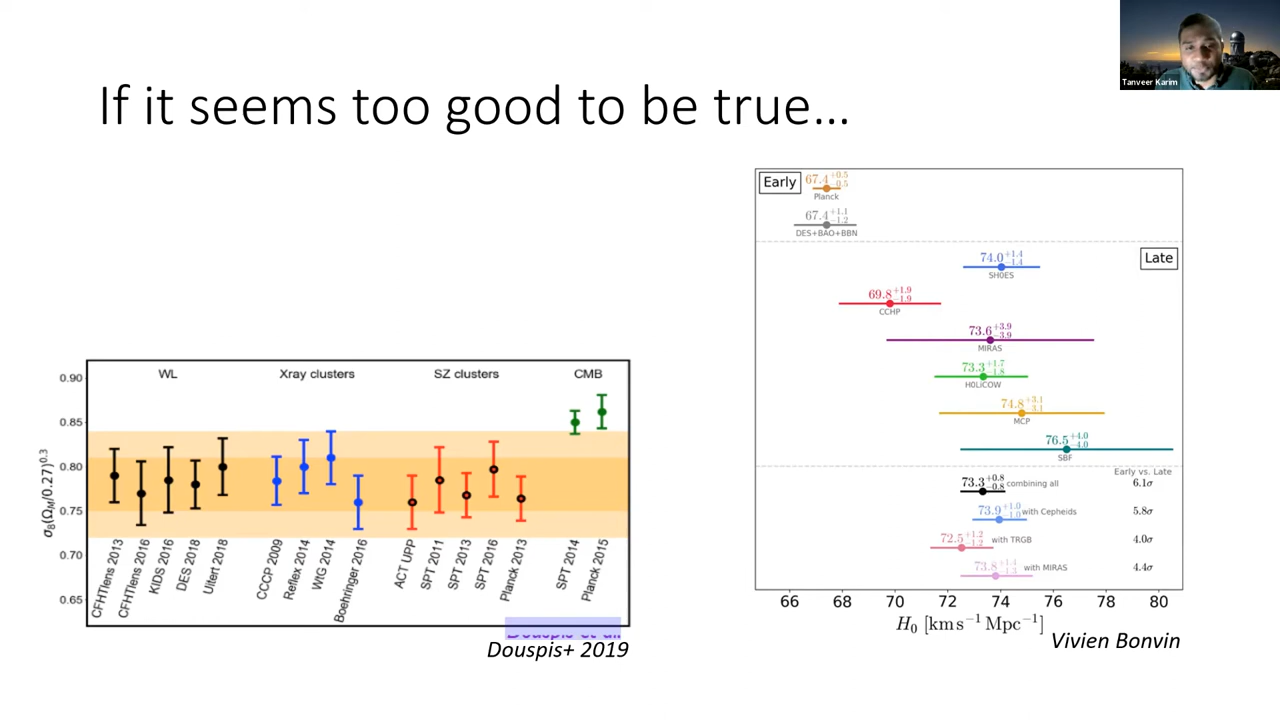 Tanveer Karim
If it seems too good to be true...
WL Xray clusters SZ clusters CMB
0.90
0.85
0.80
0.75
0.70
0.65
σ8(ΩM/0.27)^0.3
CFHTlens 2013
CFHTlens 2016
KIDS 2016
DES 2018
Uitert 2018
CCCP 2009
Reflex 2014
WtG 2014
Boehringer 2016
ACT UPP
SPT 2011
SPT 2013
SPT 2016
Planck 2013
SPT 2014
Planck 2015
Douspis et al.
Douspis+ 2019
Early
67.4 +0.5 −0.5
Planck
67.4 +1.1 −1.2
DES+BAO+BBN
Late
74.0 +1.4 −1.4
SH0ES
69.8 +1.9 −1.9
CCHP
73.6 +3.9 −3.9
MIRAS
73.3 +1.7 −1.8
H0LiCOW
74.8 +3.1 −3.1
MCP
76.5 +4.0 −4.0
SBF
Early vs. Late
73.3 +0.8 −0.8 combining all 6.1σ
73.9 +1.0 −1.0 with Cepheids 5.8σ
72.5 +1.2 −1.2 with TRGB 4.0σ
73.8 +1.4 −1.3 with MIRAS 4.4σ
66 68 70 72 74 76 78 80
H0 [km s−1 Mpc−1]
Vivien Bonvin